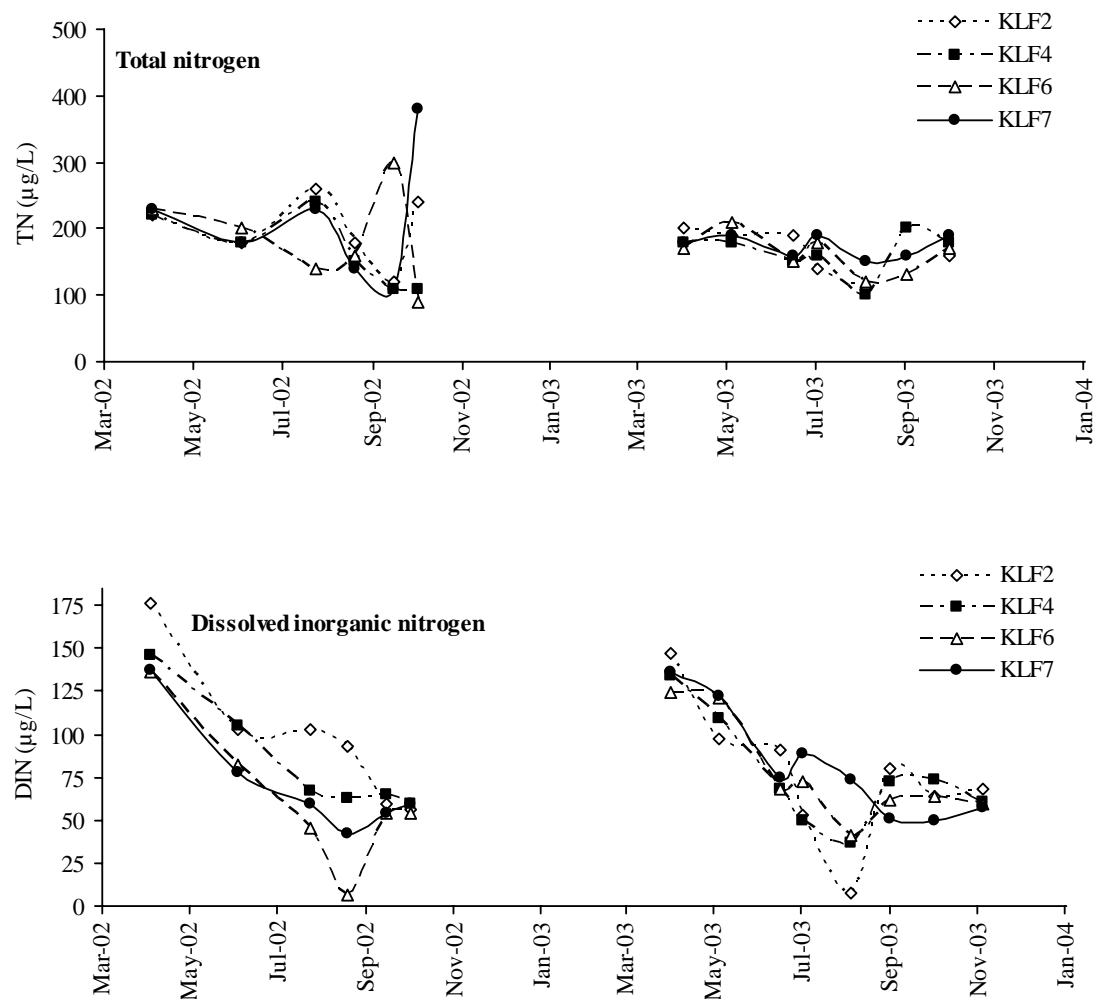 500
400
300
200
100
0
TN (µg/L)
Total nitrogen
KLF2
KLF4
KLF6
KLF7
Mar-02
May-02
Jul-02
Sep-02
Nov-02
Jan-03
Mar-03
May-03
Jul-03
Sep-03
Nov-03
Jan-04
175
150
125
100
75
50
25
0
DIN (µg/L)
Dissolved inorganic nitrogen
KLF2
KLF4
KLF6
KLF7
Mar-02
May-02
Jul-02
Sep-02
Nov-02
Jan-03
Mar-03
May-03
Jul-03
Sep-03
Nov-03
Jan-04